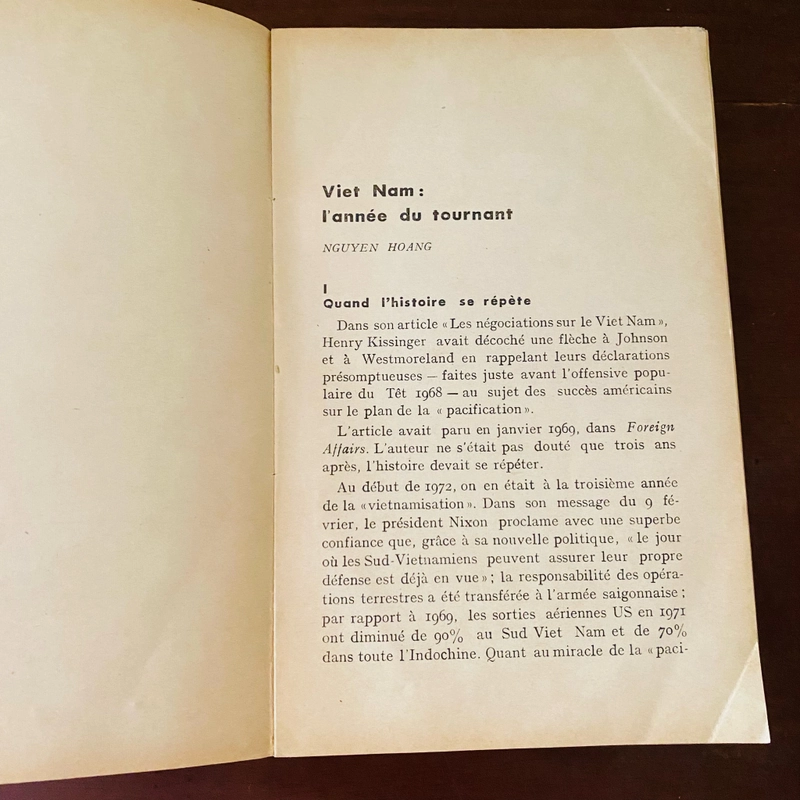 Viet Nam :
l'année du tournant
NGUYEN HOANG
I
Quand l'histoire se répète
Dans son article « Les négociations sur le Viet Nam »,
Henry Kissinger avait décoché une flèche à Johnson
et à Westmoreland en rappelant leurs déclarations
présomptueuses — faites juste avant l'offensive popu-
laire du Têt 1968 — au sujet des succès américains
sur le plan de la « pacification ».
L'article avait paru en janvier 1969, dans Foreign
Affairs. L'auteur ne s'était pas douté que trois ans
après, l'histoire devait se répéter.
Au début de 1972, on en était à la troisième année
de la « vietnamisation ». Dans son message du 9 fé-
vrier, le président Nixon proclame avec une superbe
confiance que, grâce à sa nouvelle politique, « le jour
où les Sud-Vietnamiens peuvent assurer leur propre
défense est déjà en vue » ; la responsabilité des opéra-
tions terrestres a été transférée à l'armée saigonnaise ;
par rapport à 1969, les sorties aériennes US en 1971
ont diminué de 90% au Sud Viet Nam et de 70%
dans toute l'Indochine. Quant au miracle de la « paci-